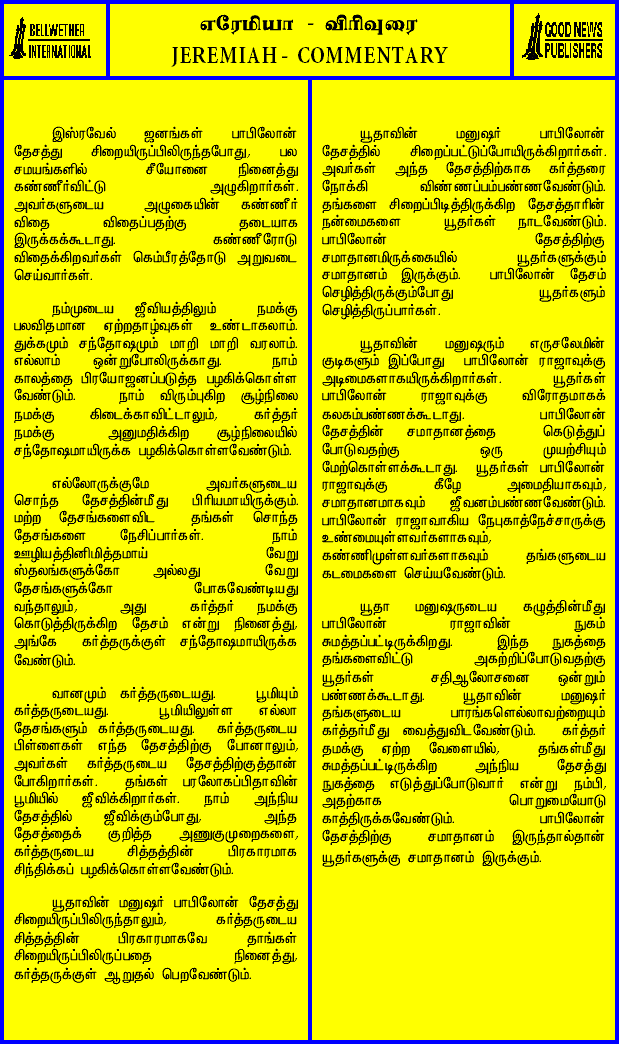 BELLWETHER
INTERNATIONAL
எரேமியா - விரிவுரை
JEREMIAH - COMMENTARY
GOOD NEWS
PUBLISHERS
இஸ்ரவேல் ஜனங்கள் பாபிலோன்
தேசத்து சிறையிருப்பிலிருந்தபோது, பல
சமயங்களில் சீயோனை நினைத்து
கண்ணீர்விட்டு அழுகிறார்கள்.
அவர்களுடைய அழுகையின் கண்ணீர்
விதை விதைப்பதற்கு தடையாக
இருக்கக்கூடாது. கண்ணீரோடு
விதைக்கிறவர்கள் கெம்பீரத்தோடு அறுவடை
செய்வார்கள்.
நம்முடைய ஜீவியத்திலும் நமக்கு
பலவிதமான ஏற்றதாழ்வுகள் உண்டாகலாம்.
துக்கமும் சந்தோஷமும் மாறி மாறி வரலாம்.
எல்லாம் ஒன்றுபோலிருக்காது. நாம்
காலத்தை பிரயோஜனப்படுத்த பழகிக்கொள்ள
வேண்டும். நாம் விரும்புகிற சூழ்நிலை
நமக்கு கிடைக்காவிட்டாலும், கர்த்தர்
நமக்கு அனுமதிக்கிற சூழ்நிலையில்
சந்தோஷமாயிருக்க பழகிக்கொள்ளவேண்டும்.
எல்லோருக்குமே அவர்களுடைய
சொந்த தேசத்தின்மீது பிரியமாயிருக்கும்.
மற்ற தேசங்களைவிட தங்கள் சொந்த
தேசங்களை நேசிப்பார்கள். நாம்
ஊழியத்தினிமித்தமாய் வேறு
ஸ்தலங்களுக்கோ அல்லது வேறு
தேசங்களுக்கோ போகவேண்டியது
வந்தாலும், அது கர்த்தர் நமக்கு
கொடுத்திருக்கிற தேசம் என்று நினைத்து,
அங்கே கர்த்தருக்குள் சந்தோஷமாயிருக்க
வேண்டும்.
வானமும் கர்த்தருடையது. பூமியும்
கர்த்தருடையது. பூமியிலுள்ள எல்லா
தேசங்களும் கர்த்தருடையது. கர்த்தருடைய
பிள்ளைகள் எந்த தேசத்திற்கு போனாலும்,
அவர்கள் கர்த்தருடைய தேசத்திற்குத்தான்
போகிறார்கள். தங்கள் பரலோகப்பிதாவின்
பூமியில் ஜீவிக்கிறார்கள். நாம் அந்நிய
தேசத்தில் ஜீவிக்கும்போது, அந்த
தேசத்தைக் குறித்த அணுகுமுறைகளை,
கர்த்தருடைய சித்தத்தின் பிரகாரமாக
சிந்திக்கப் பழகிக்கொள்ளவேண்டும்.
யூதாவின் மனுஷர் பாபிலோன் தேசத்து
சிறையிருப்பிலிருந்தாலும், கர்த்தருடைய
சித்தத்தின் பிரகாரமாகவே தாங்கள்
சிறையிருப்பிலிருப்பதை நினைத்து,
கர்த்தருக்குள் ஆறுதல் பெறவேண்டும்.
யூதாவின் மனுஷர் பாபிலோன்
தேசத்தில் சிறைப்பட்டுப்போயிருக்கிறார்கள்.
அவர்கள் அந்த தேசத்திற்காக கர்த்தரை
நோக்கி விண்ணப்பம்பண்ணவேண்டும்.
தங்களை சிறைப்பிடித்திருக்கிற தேசத்தாரின்
நன்மைகளை யூதர்கள் நாடவேண்டும்.
பாபிலோன் தேசத்திற்கு
சமாதானமிருக்கையில் யூதர்களுக்கும்
சமாதானம் இருக்கும். பாபிலோன் தேசம்
செழித்திருக்கும்போது யூதர்களும்
செழித்திருப்பார்கள்.
யூதாவின் மனுஷரும் எருசலேமின்
குடிகளும் இப்போது பாபிலோன் ராஜாவுக்கு
அடிமைகளாகயிருக்கிறார்கள். யூதர்கள்
பாபிலோன் ராஜாவுக்கு விரோதமாகக்
கலகம்பண்ணக்கூடாது. பாபிலோன்
தேசத்தின் சமாதானத்தை கெடுத்துப்
போடுவதற்கு ஒரு முயற்சியும்
மேற்கொள்ளக்கூடாது. யூதர்கள் பாபிலோன்
ராஜாவுக்கு கீழே அமைதியாகவும்,
சமாதானமாகவும் ஜீவனம்பண்ணவேண்டும்.
பாபிலோன் ராஜாவாகிய நேபுகாத்நேச்சாருக்கு
உண்மையுள்ளவர்களாகவும்,
கண்ணிமுள்ளவர்களாகவும் தங்களுடைய
கடமைகளை செய்யவேண்டும்.
யூதா மனுஷருடைய கழுத்தின்மீது
பாபிலோன் ராஜாவின் நுகம்
சுமத்தப்பட்டிருக்கிறது. இந்த நுகத்தை
தங்களைவிட்டு அகற்றிப்போடுவதற்கு
யூதர்கள் சதிஆலோசனை ஒன்றும்
பண்ணக்கூடாது. யூதாவின் மனுஷர்
தங்களுடைய பாரங்களெல்லாவற்றையும்
கர்த்தர்மீது வைத்துவிடவேண்டும். கர்த்தர்
தமக்கு ஏற்ற வேளையில், தங்கள்மீது
சுமத்தப்பட்டிருக்கிற அந்நிய தேசத்து
நுகத்தை எடுத்துப்போடுவார் என்று நம்பி,
அதற்காக பொறுமையோடு
காத்திருக்கவேண்டும். பாபிலோன்
தேசத்திற்கு சமாதானம் இருந்தால்தான்
யூதர்களுக்கு சமாதானம் இருக்கும்.